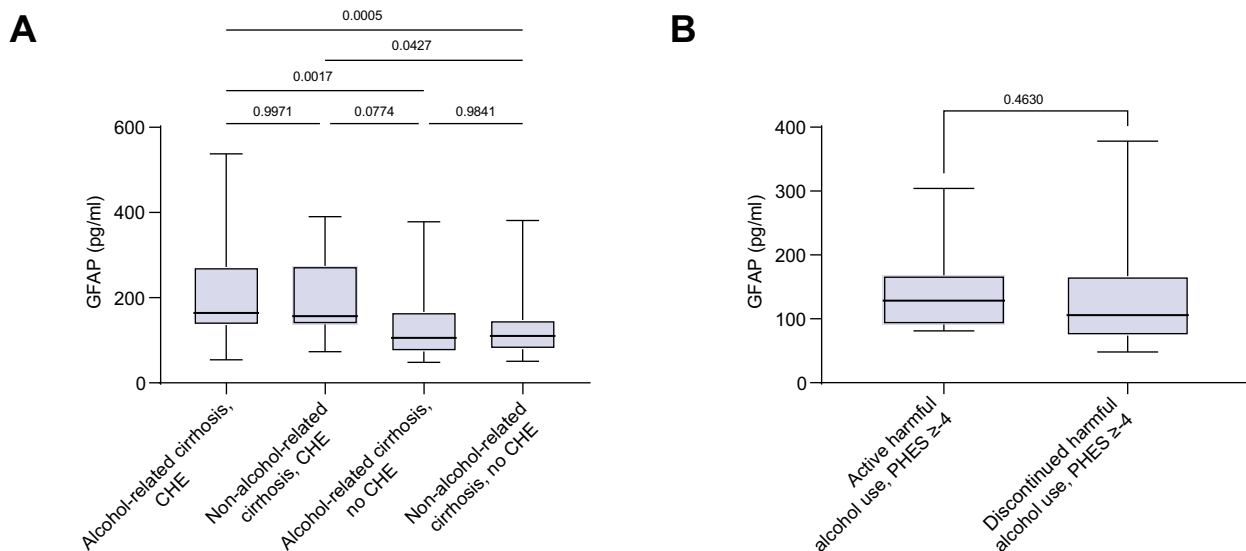 A
0.0005
0.0427
0.0017
0.9971
0.0774
0.9841
600
400
200
0
GFAP (pg/ml)
Alcohol-related cirrhosis,
CHE
Non-alcohol-related
cirrhosis, CHE
Alcohol-related cirrhosis,
no CHE
Non-alcohol-related
cirrhosis, no CHE
B
0.4630
400
300
200
100
0
GFAP (pg/ml)
Active harmful
alcohol use, PHES ≥-4
Discontinued harmful
alcohol use, PHES ≥-4